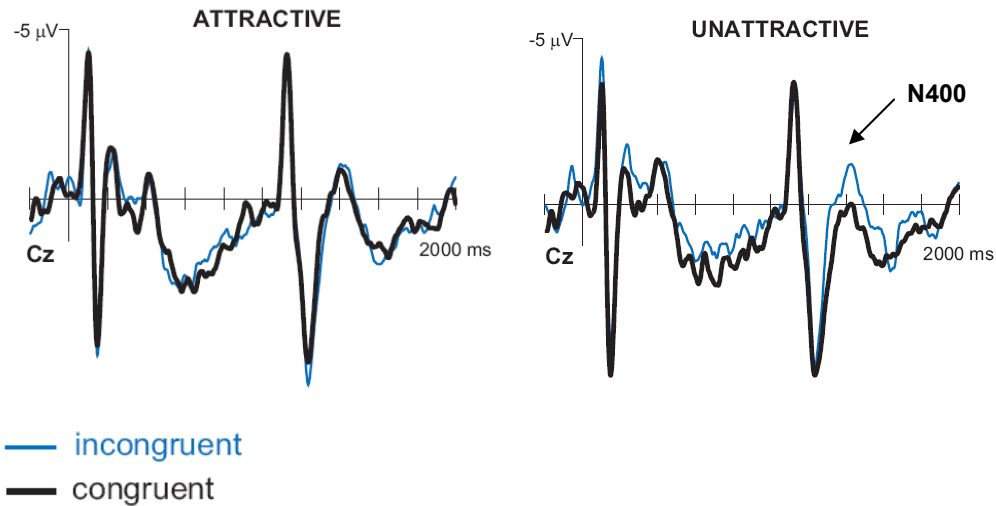 ATTRACTIVE
-5 μV
Cz
2000 ms
UNATTRACTIVE
-5 μV
N400
Cz
2000 ms
incongruent
congruent